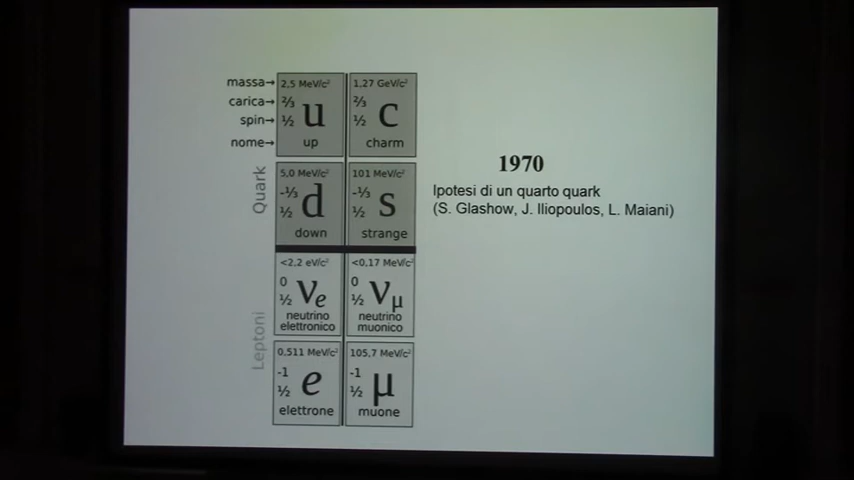 massa→ 2,5 MeV/c² 1,27 GeV/c²
carica→ ⅔ ⅔
spin→ ½ u ½ c
nome→ up charm
Quark
5,0 MeV/c² 101 MeV/c²
-⅓ -⅓
½ d ½ s
down strange
<2,2 eV/c² <0,17 MeV/c²
0 0
½ νe ½ νμ
neutrino neutrino
elettronico muonico
Leptoni
0,511 MeV/c² 105,7 MeV/c²
-1 -1
½ e ½ μ
elettrone muone
1970
Ipotesi di un quarto quark
(S. Glashow, J. Iliopoulos, L. Maiani)